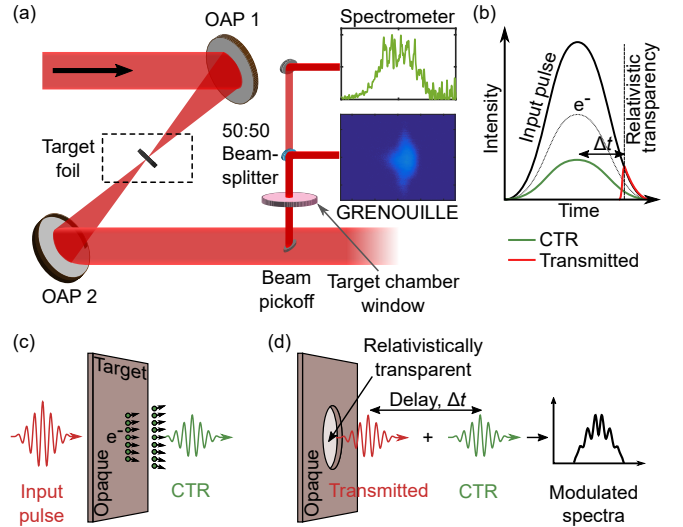 (a)
OAP 1
Spectrometer
Target
foil
50:50
Beam-
splitter
GRENOUILLE
OAP 2
Beam
pickoff
Target chamber
window
(b)
Intensity
Input pulse
e-
Δt
Relativistic
transparency
Time
CTR
Transmitted
(c)
Target
e-
Opaque
Input
pulse
CTR
(d)
Relativistically
transparent
Delay, Δt
+
Opaque
Transmitted
CTR
Modulated
spectra